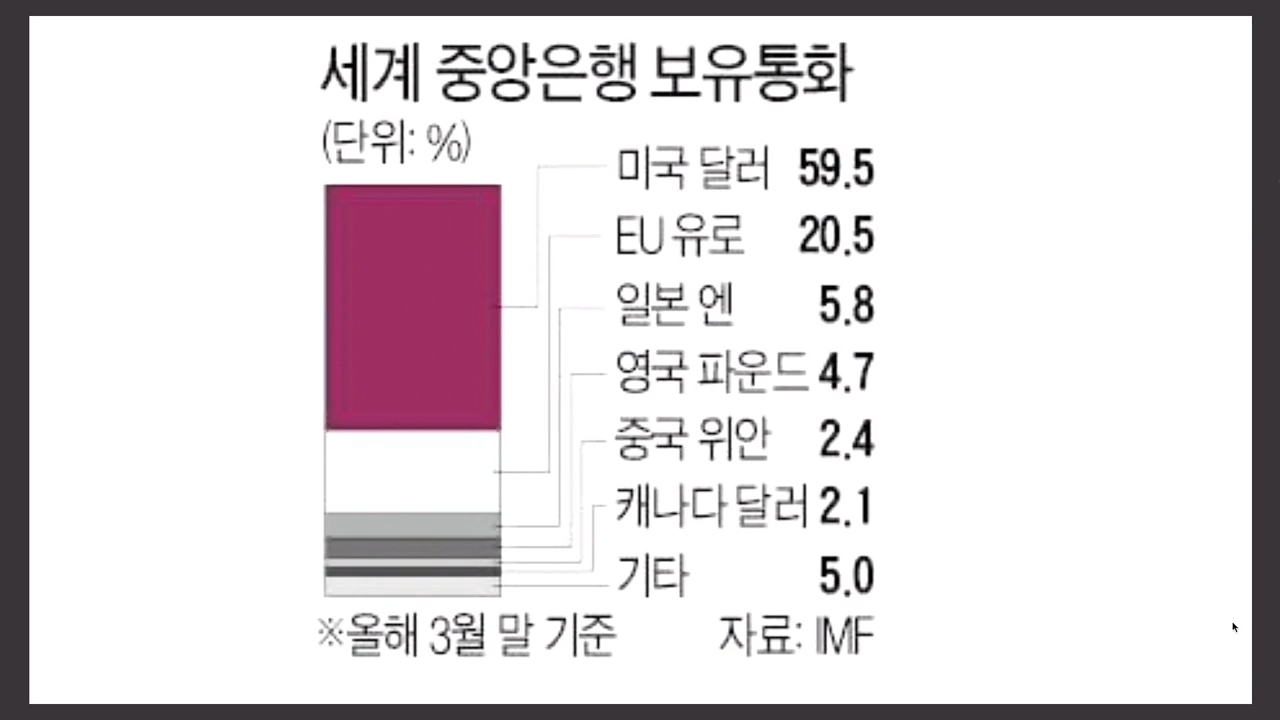 세계 중앙은행 보유통화
(단위: %)
미국 달러 59.5
EU 유로 20.5
일본 엔 5.8
영국 파운드 4.7
중국 위안 2.4
캐나다 달러 2.1
기타 5.0
※올해 3월 말 기준 자료: IMF